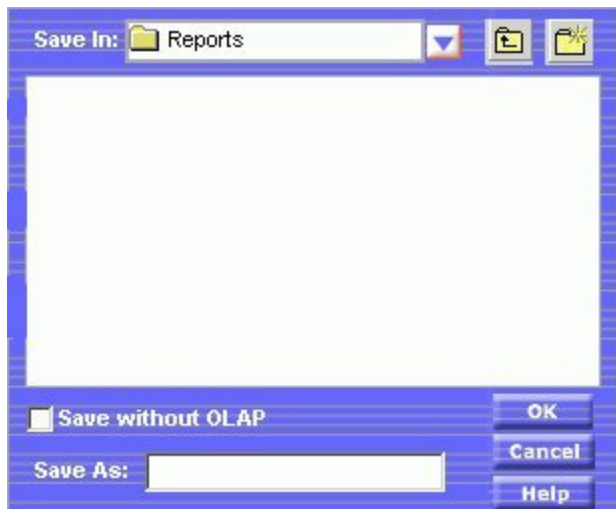 Save In: Reports
Save without OLAP
OK
Cancel
Save As:
Help